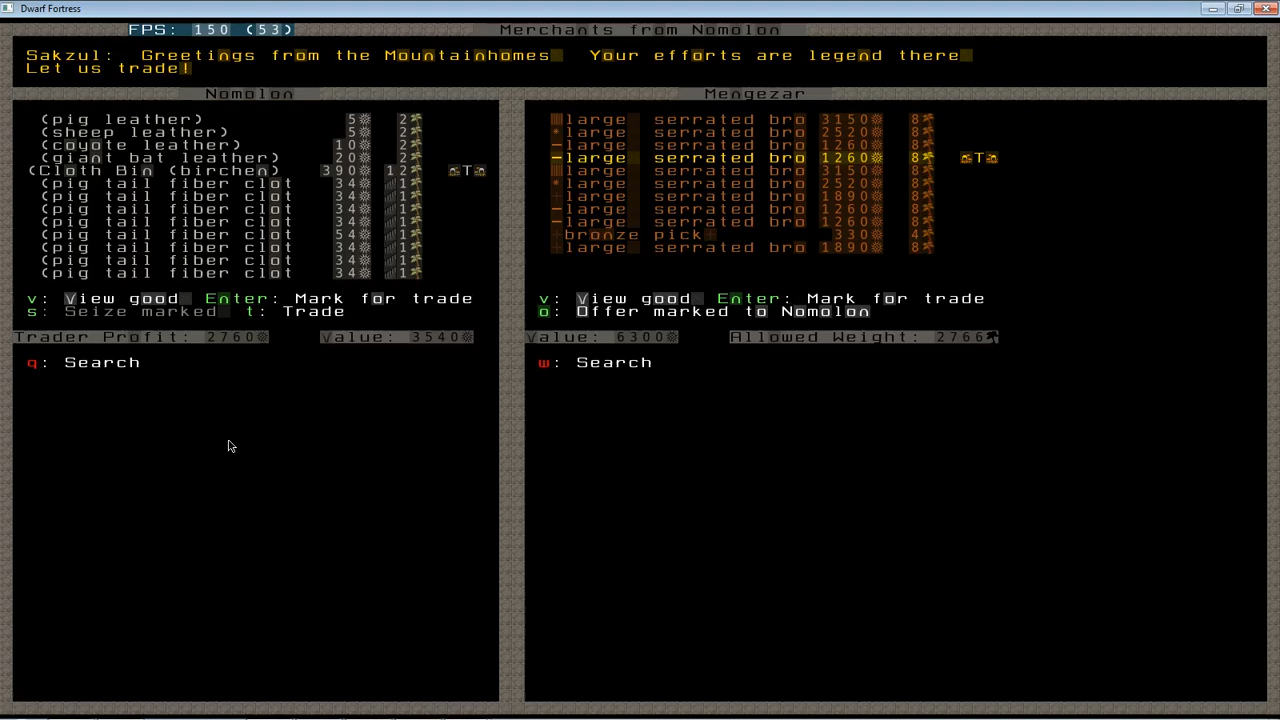 Dwarf Fortress
FPS: 150 (53)
Merchants from Nomolon
Sakzul: Greetings from the Mountainhomes Your efforts are legend there
Let us trade!
Nomolon
(pig leather) 5 2
(sheep leather) 5 2
(coyote leather) 10 2
(giant bat leather) 20 2
(Cloth Bin (birchen) 390 12 T
(pig tail fiber clot 34 1
(pig tail fiber clot 34 1
(pig tail fiber clot 34 1
(pig tail fiber clot 34 1
(pig tail fiber clot 54 1
(pig tail fiber clot 34 1
(pig tail fiber clot 34 1
(pig tail fiber clot 34 1
v: View good Enter: Mark for trade
s: Seize marked t: Trade
Trader Profit: 2760 Value: 3540
q: Search
Mengezar
large serrated bro 3150 8
*large serrated bro 2520 8
-large serrated bro 1260 8
-large serrated bro 1260 8 T
large serrated bro 3150 8
*large serrated bro 2520 8
+large serrated bro 1890 8
-large serrated bro 1260 8
-large serrated bro 1260 8
+bronze pick+ 330 4
+large serrated bro 1890 8
v: View good Enter: Mark for trade
o: Offer marked to Nomolon
Value: 6300 Allowed Weight: 2766
w: Search